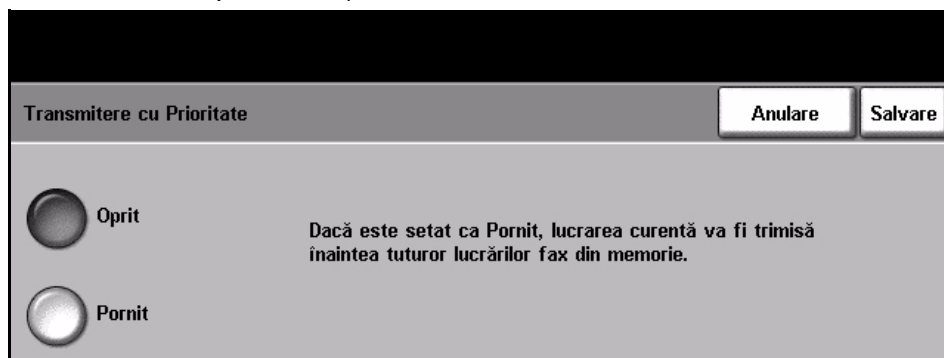 Transmitere cu Prioritate
Anulare
Salvare
Oprit
Dacă este setat ca Pornit, lucrarea curentă va fi trimisă
înaintea tuturor lucrărilor fax din memorie.
Pornit